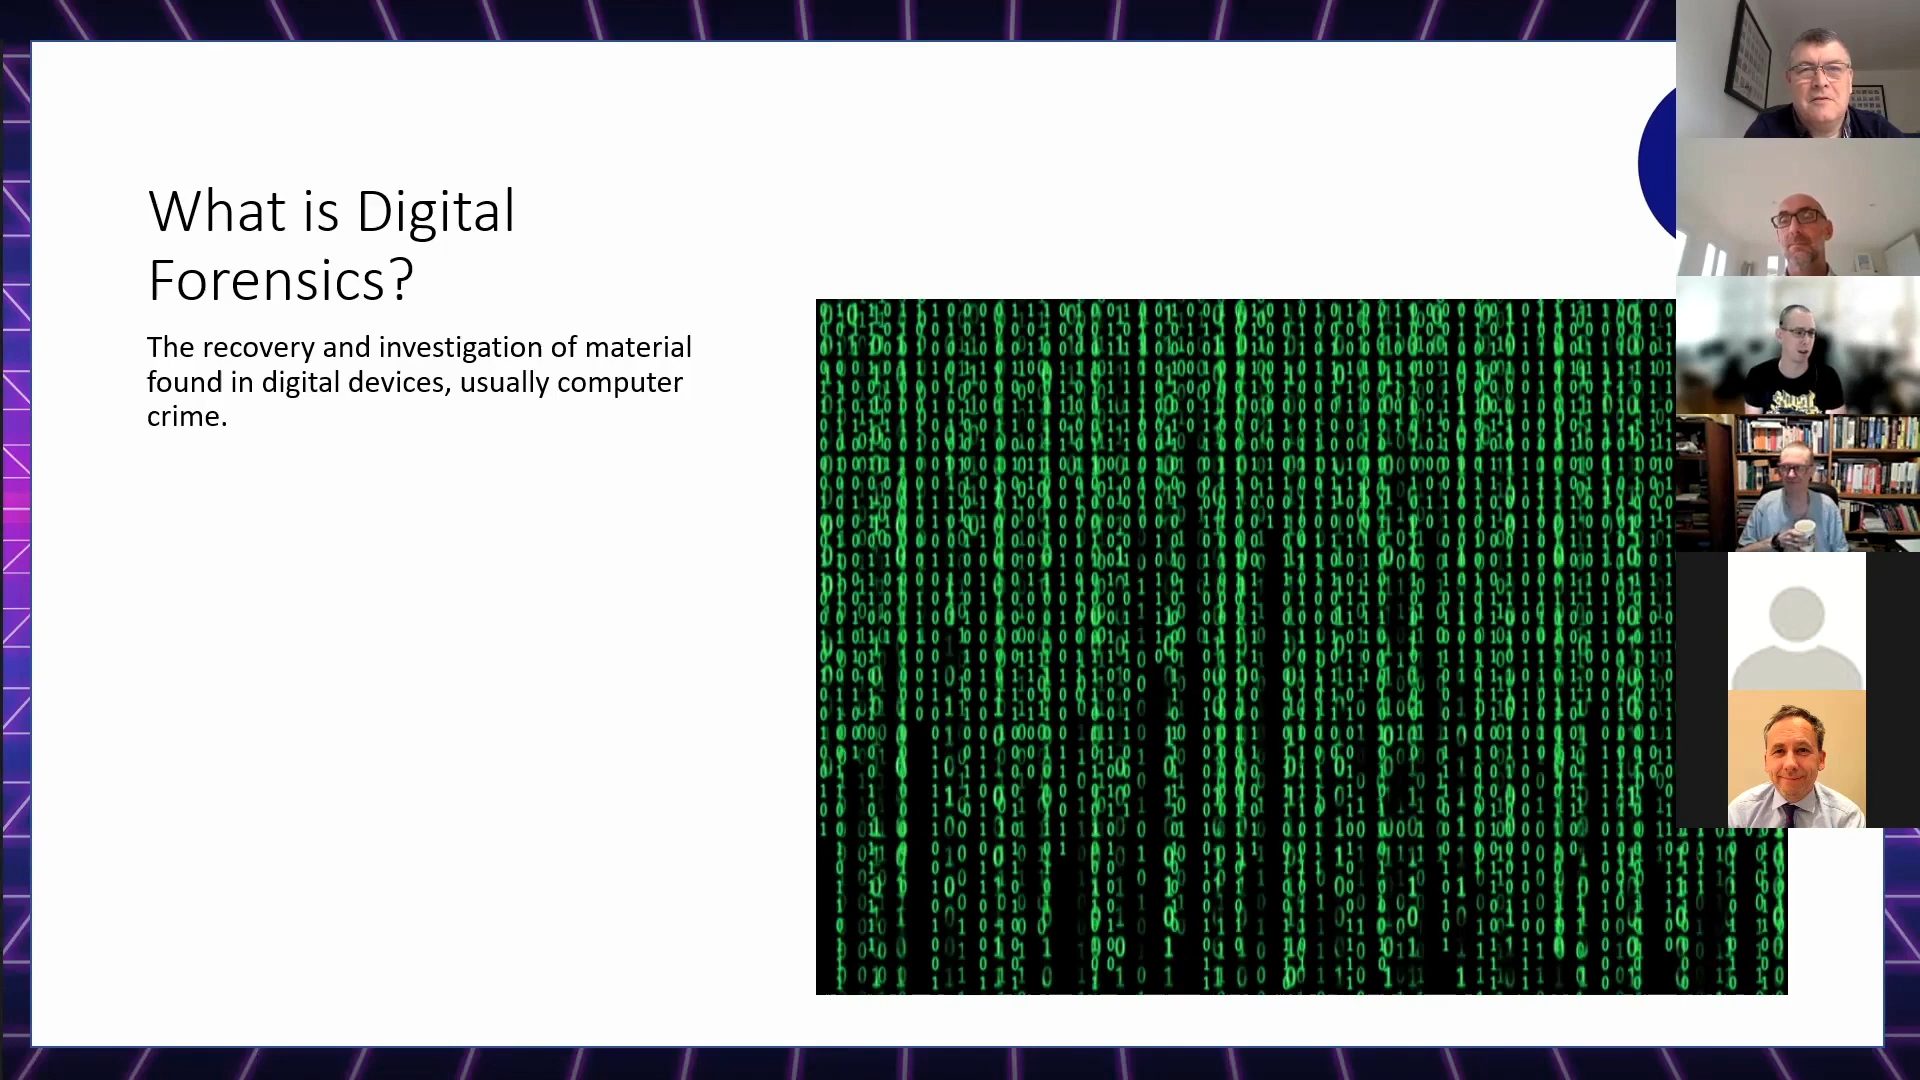 What is Digital
Forensics?
The recovery and investigation of material
found in digital devices, usually computer
crime.